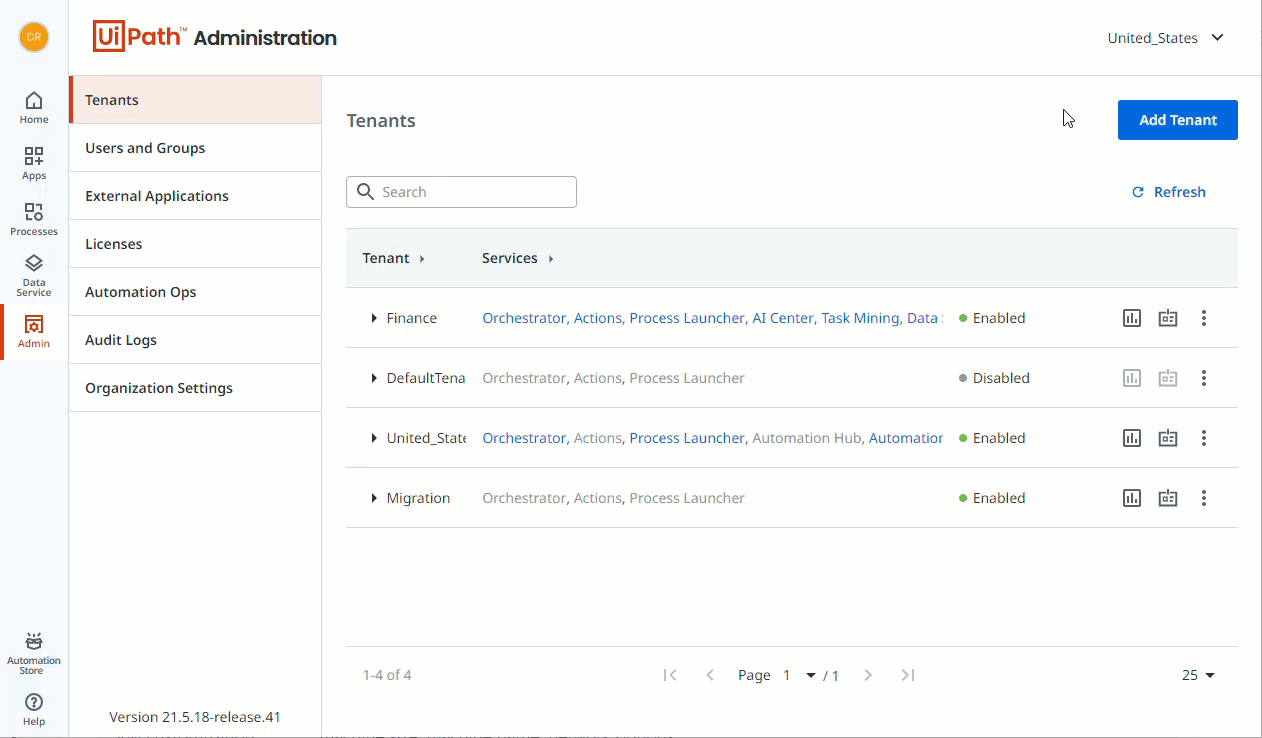 DR
UiPath™ Administration
United_States
Home
Apps
Processes
Data
Service
Admin
Automation
Store
Help
Tenants
Users and Groups
External Applications
Licenses
Automation Ops
Audit Logs
Organization Settings
Version 21.5.18-release.41
Tenants
Add Tenant
Search
Refresh
Tenant Services
Finance Orchestrator, Actions, Process Launcher, AI Center, Task Mining, Data Enabled
DefaultTena Orchestrator, Actions, Process Launcher Disabled
United_State Orchestrator, Actions, Process Launcher, Automation Hub, Automation Enabled
Migration Orchestrator, Actions, Process Launcher Enabled
1-4 of 4 Page 1 / 1 25